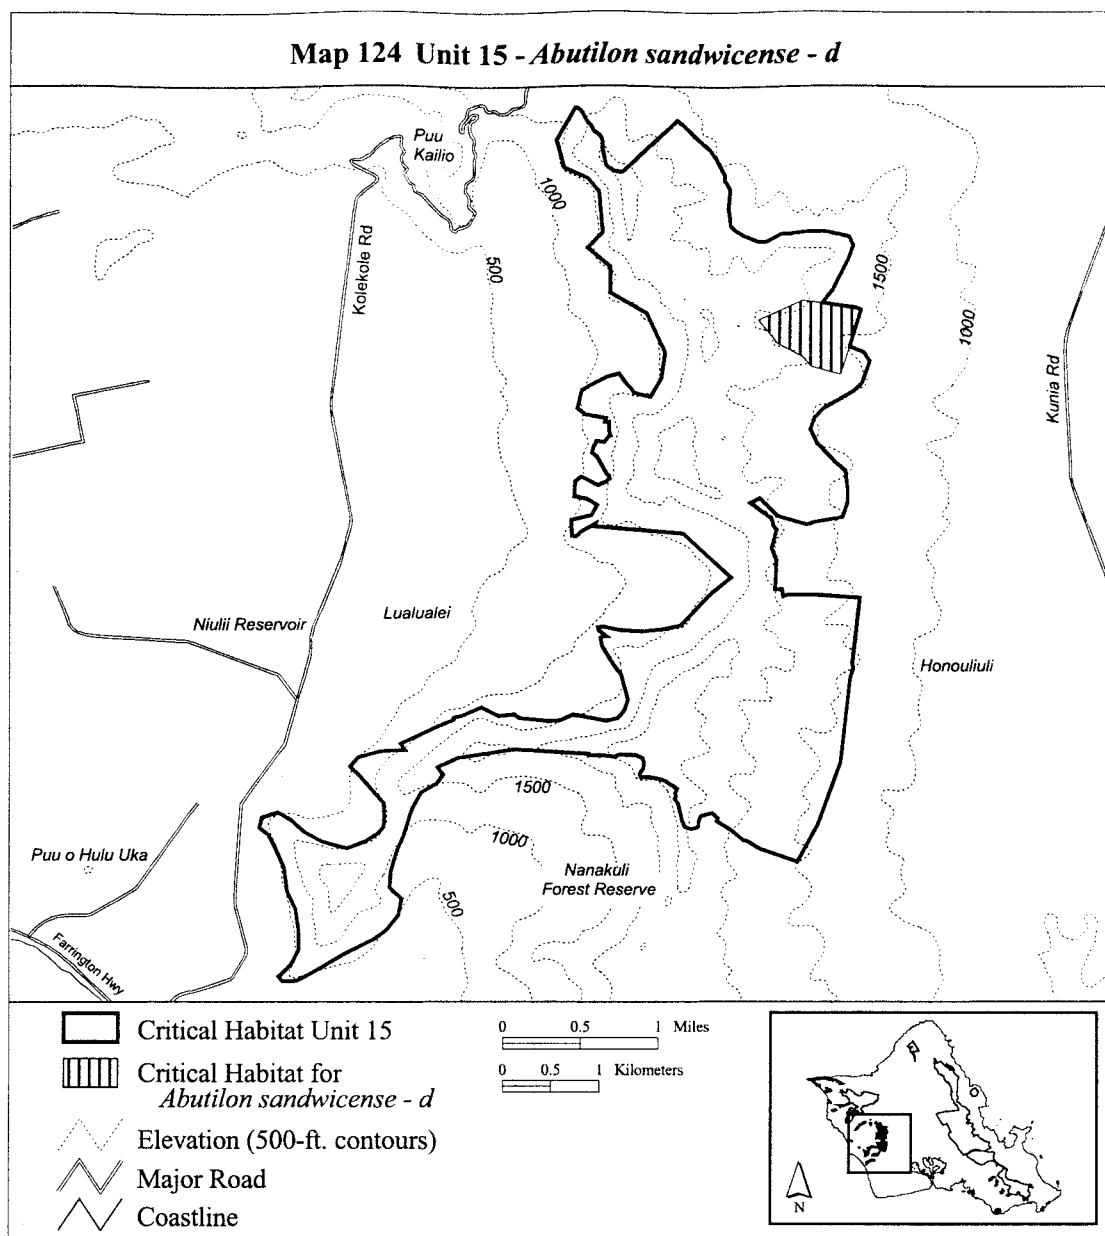 Map 124 Unit 15 - Abutilon sandwicense - d
Puu
Kailio
1000
Kolekole Rd
500
1500
1000
Kunia Rd
Niulii Reservoir
Lualualei
Honouliuli
1500
1000
Puu o Hulu Uka
Nanakuli
Forest Reserve
500
Farrington Hwy
Critical Habitat Unit 15
Critical Habitat for
Abutilon sandwicense - d
Elevation (500-ft. contours)
Major Road
Coastline
0 0.5 1 Miles
0 0.5 1 Kilometers
N